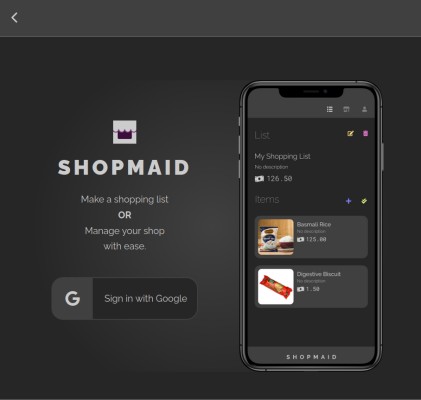 SHOPMAID
Make a shopping list
OR
Manage your shop
with ease.
G Sign in with Google
List
My Shopping List
No description
126.50
Items
Basmati Rice
No description
125.00
Digestive Biscuit
No description
1.50
SHOPMAID